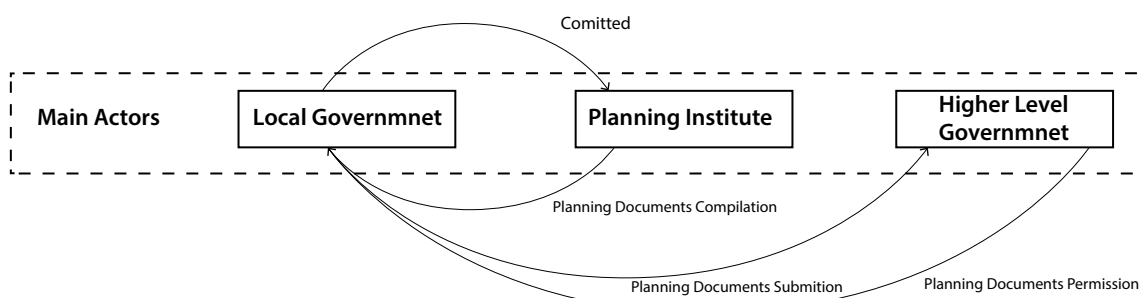 Comitted
Main Actors
Local Governmnet
Planning Institute
Higher Level
Governmnet
Planning Documents Compilation
Planning Documents Submition
Planning Documents Permission